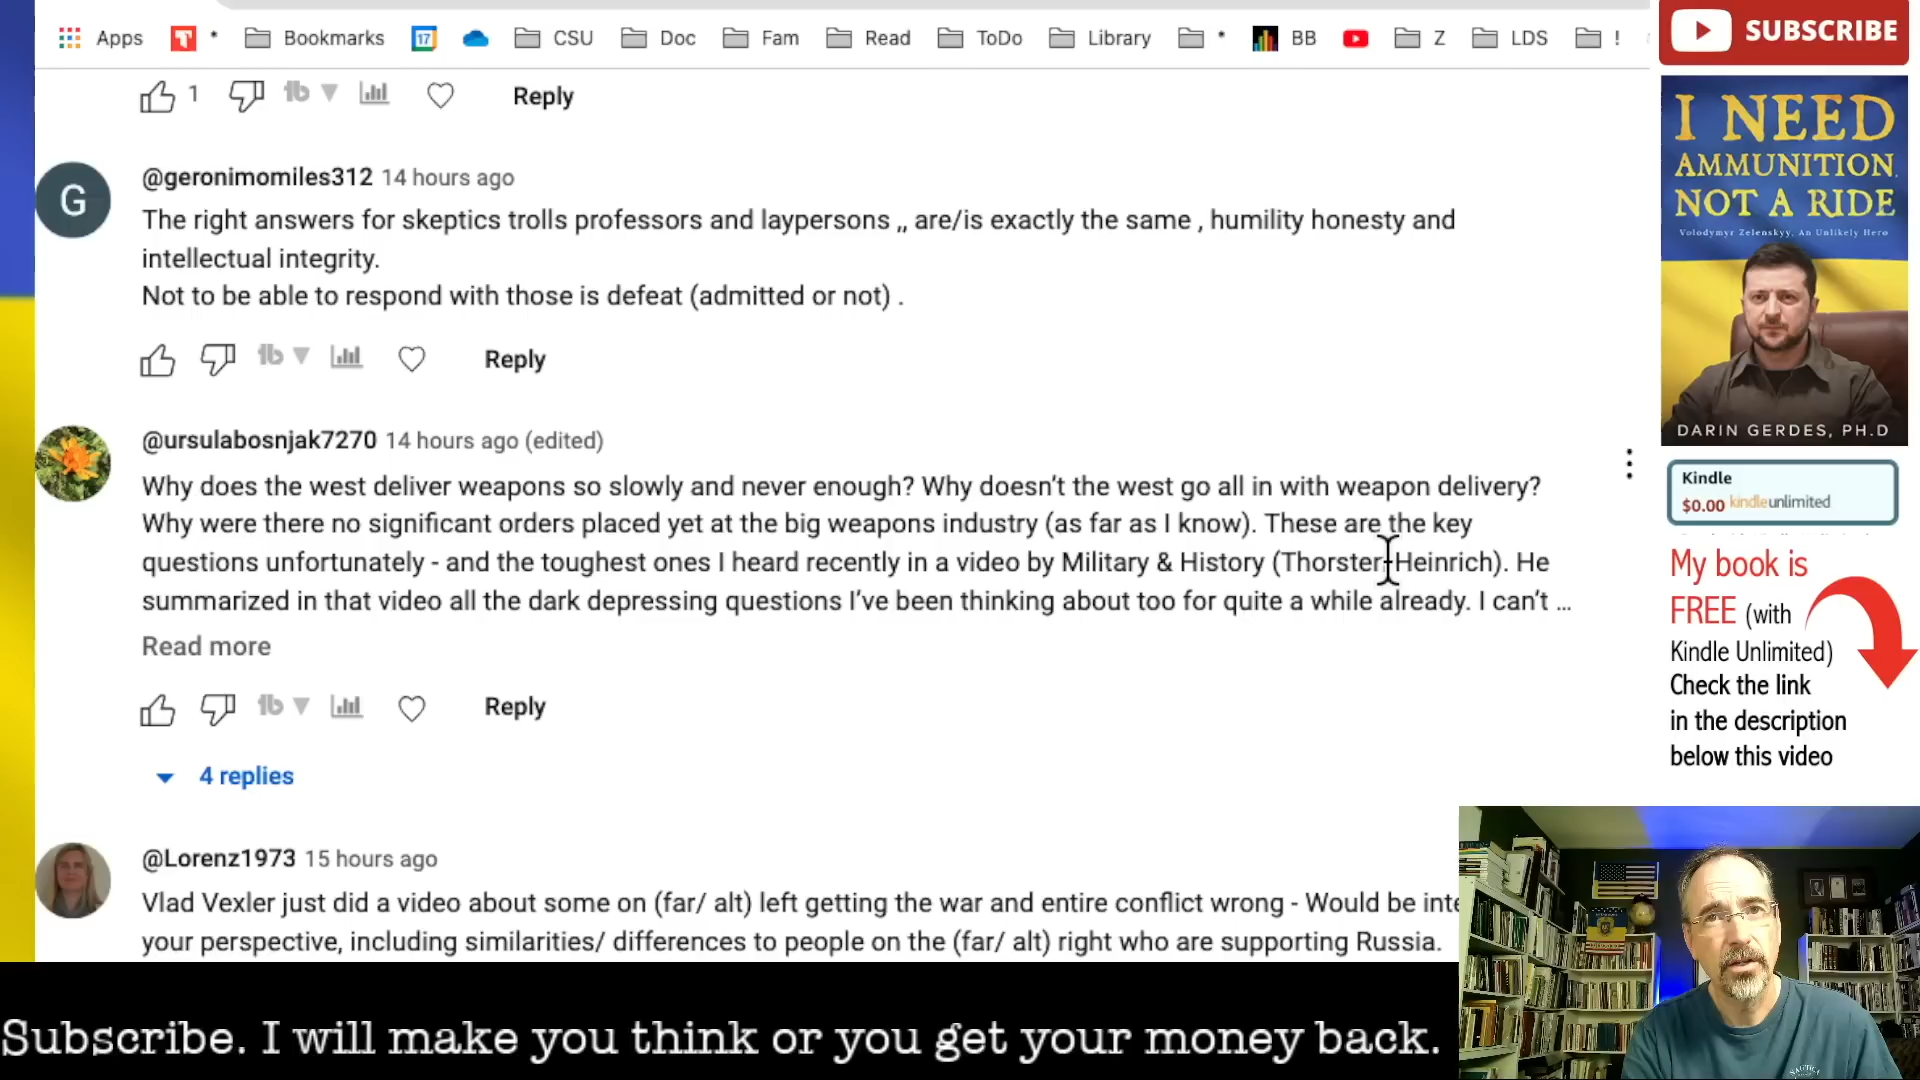 Apps
*
Bookmarks
17
CSU
Doc
Fam
Read
ToDo
Library
*
BB
Z
LDS
!
SUBSCRIBE
1
Reply
G
@geronimomiles312 14 hours ago
The right answers for skeptics trolls professors and laypersons ,, are/is exactly the same , humility honesty and
intellectual integrity.
Not to be able to respond with those is defeat (admitted or not) .
Reply
@ursulabosnjak7270 14 hours ago (edited)
Why does the west deliver weapons so slowly and never enough? Why doesn't the west go all in with weapon delivery?
Why were there no significant orders placed yet at the big weapons industry (as far as I know). These are the key
questions unfortunately - and the toughest ones I heard recently in a video by Military & History (Thorsten Heinrich). He
summarized in that video all the dark depressing questions I've been thinking about too for quite a while already. I can't ...
Read more
Reply
4 replies
@Lorenz1973 15 hours ago
Vlad Vexler just did a video about some on (far/ alt) left getting the war and entire conflict wrong - Would be inte
your perspective, including similarities/ differences to people on the (far/ alt) right who are supporting Russia.
I NEED
AMMUNITION,
NOT A RIDE
Volodymyr Zelenskyy, An Unlikely Hero
DARIN GERDES, PH.D
Kindle
$0.00 kindleunlimited
My book is
FREE (with
Kindle Unlimited)
Check the link
in the description
below this video
Subscribe. I will make you think or you get your money back.
NAUTICA